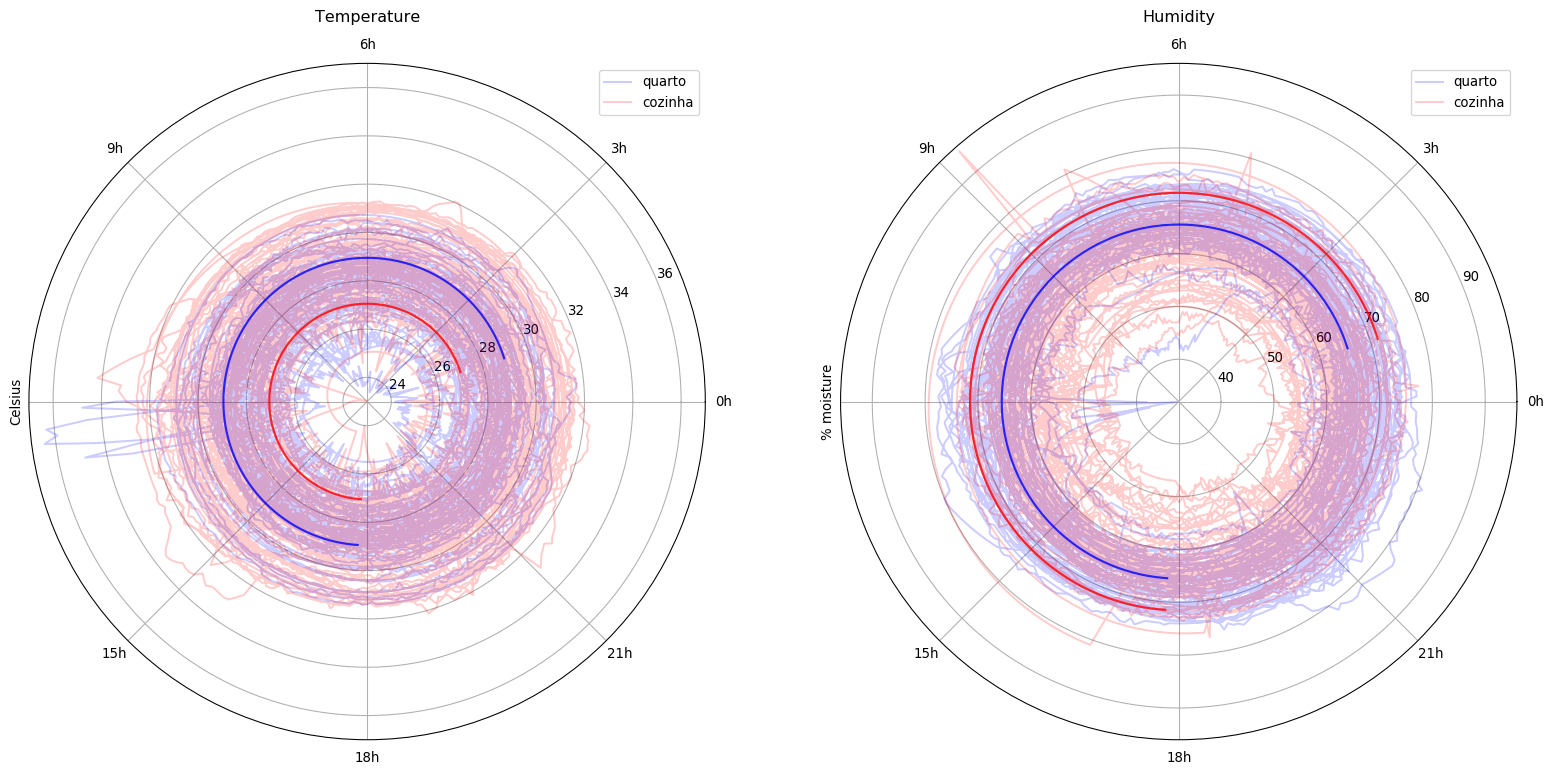 Temperature
6h
quarto
cozinha
9h
3h
36
34
32
30
28
26
24
Celsius
0h
15h
21h
18h
Humidity
6h
quarto
cozinha
9h
3h
90
80
70
60
50
40
% moisture
0h
15h
21h
18h